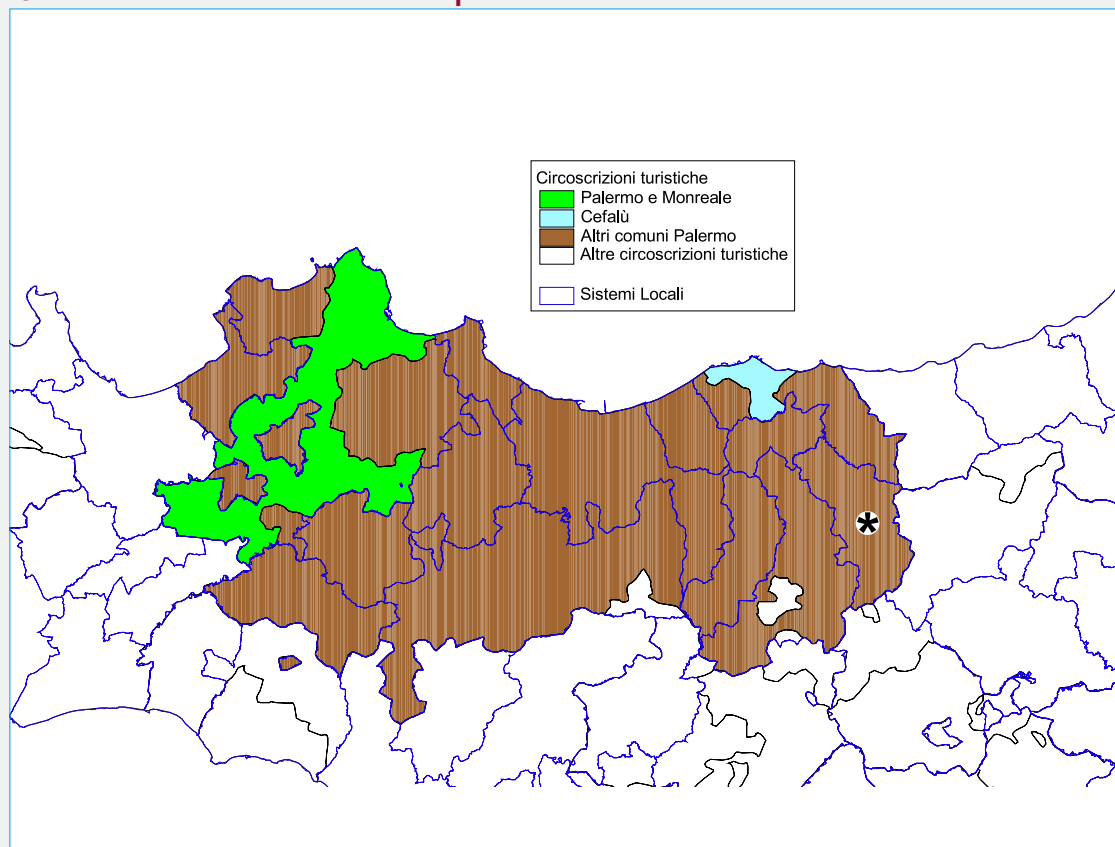 Circoscrizioni turistiche
Palermo e Monreale
Cefalù
Altri comuni Palermo
Altre circoscrizioni turistiche
Sistemi Locali
*